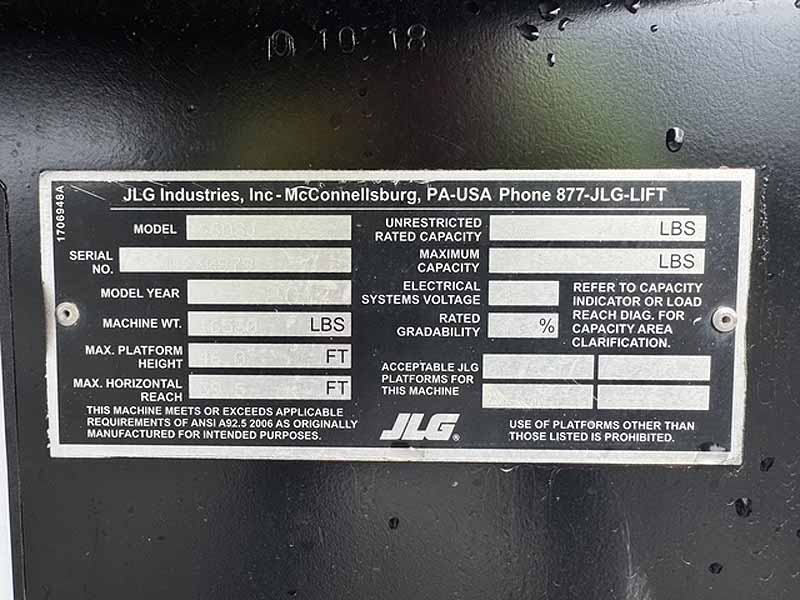 10 18
1706948A
JLG Industries, Inc - McConnellsburg, PA-USA Phone 877-JLG-LIFT
MODEL
SERIAL NO.
MODEL YEAR
MACHINE WT. LBS
MAX. PLATFORM HEIGHT FT
MAX. HORIZONTAL REACH FT
THIS MACHINE MEETS OR EXCEEDS APPLICABLE
REQUIREMENTS OF ANSI A92.5 2006 AS ORIGINALLY
MANUFACTURED FOR INTENDED PURPOSES.
UNRESTRICTED
RATED CAPACITY LBS
MAXIMUM
CAPACITY LBS
ELECTRICAL
SYSTEMS VOLTAGE
RATED
GRADABILITY %
REFER TO CAPACITY
INDICATOR OR LOAD
REACH DIAG. FOR
CAPACITY AREA
CLARIFICATION.
ACCEPTABLE JLG
PLATFORMS FOR
THIS MACHINE
JLG®
USE OF PLATFORMS OTHER THAN
THOSE LISTED IS PROHIBITED.